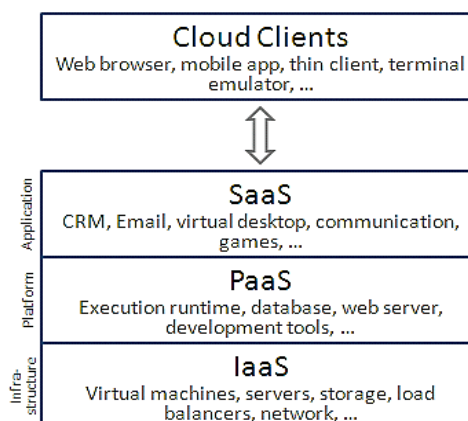 Cloud Clients
Web browser, mobile app, thin client, terminal
emulator, ...
Application
SaaS
CRM, Email, virtual desktop, communication,
games, ...
Platform
PaaS
Execution runtime, database, web server,
development tools, ...
Infra-
structure
IaaS
Virtual machines, servers, storage, load
balancers, network, ...